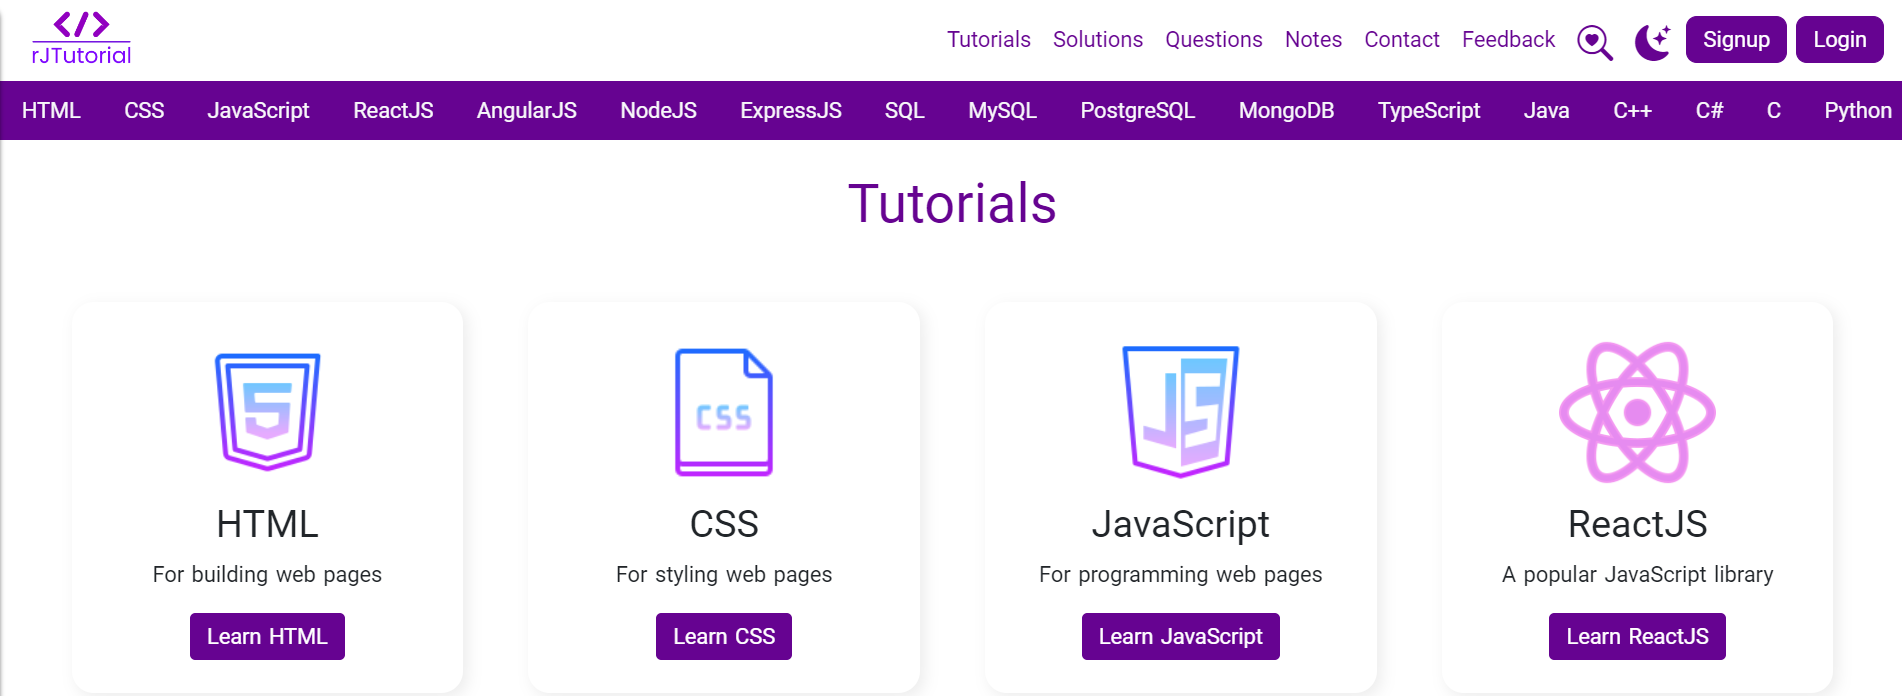 </>
rJTutorial
Tutorials Solutions Questions Notes Contact Feedback Signup Login
HTML CSS JavaScript ReactJS AngularJS NodeJS ExpressJS SQL MySQL PostgreSQL MongoDB TypeScript Java C++ C# C Python
Tutorials
5 CSS JS
HTML CSS JavaScript ReactJS
For building web pages For styling web pages For programming web pages A popular JavaScript library
Learn HTML Learn CSS Learn JavaScript Learn ReactJS